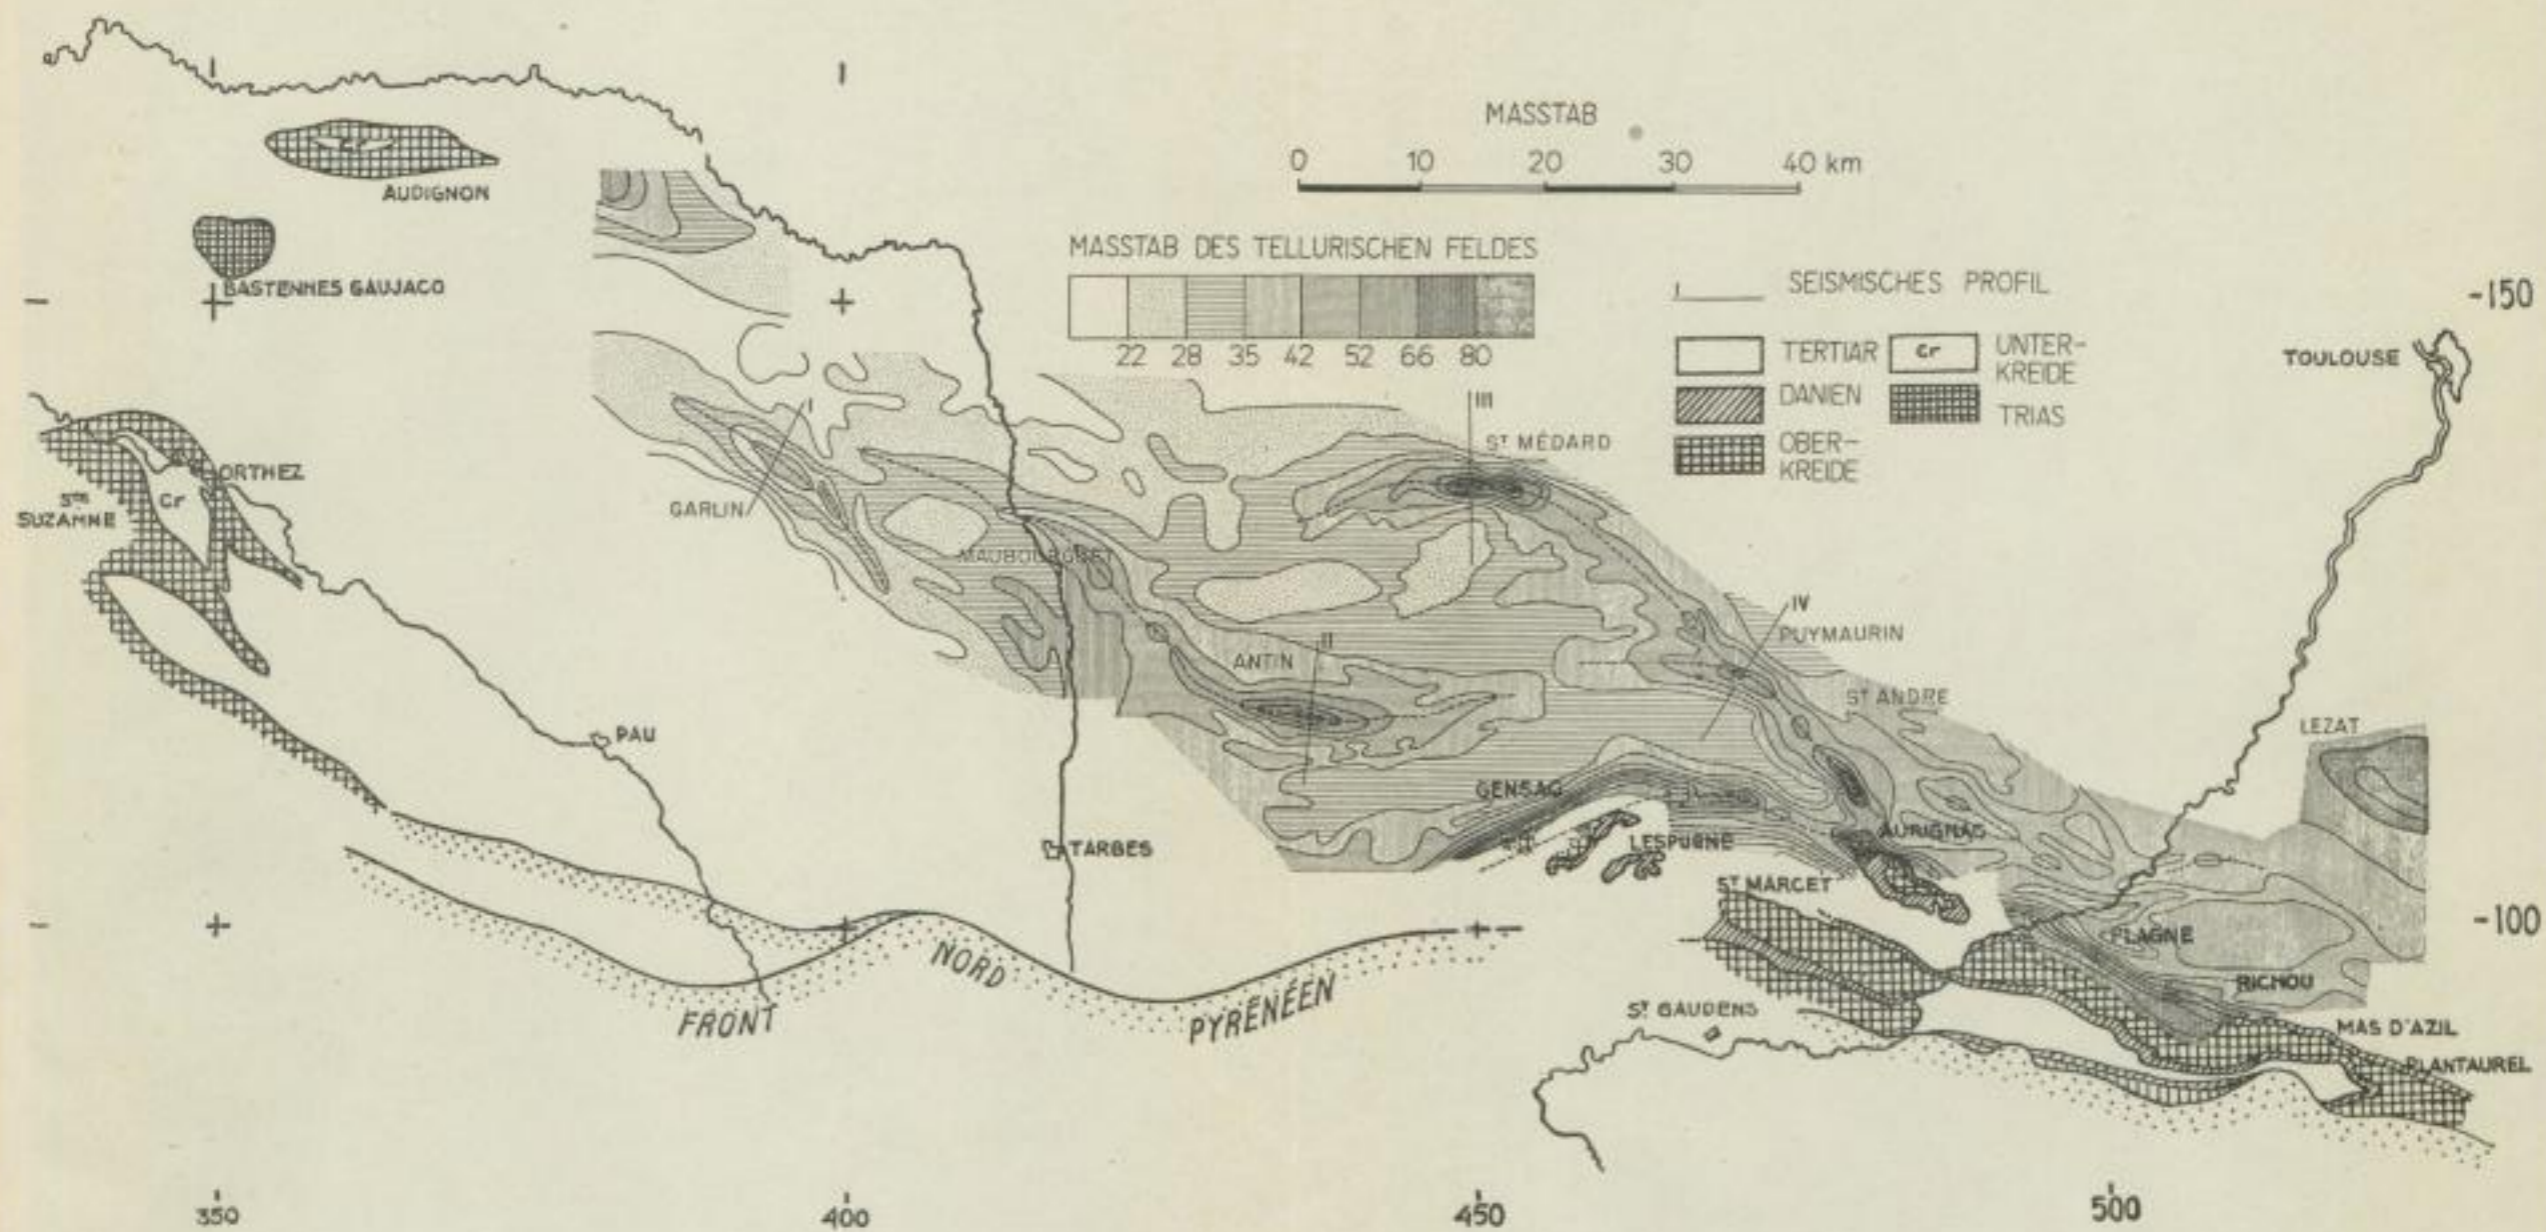 MASSTAB
0 10 20 30 40 km
Cr
AUDIGNON
MASSTAB DES TELLURISCHEN FELDES
22 28 35 42 52 66 80
I SEISMISCHES PROFIL
BASTENNES GAUJACQ
-150
TERTIAR
Cr
UNTER-
KREIDE
DANIEN
TRIAS
OBER-
KREIDE
TOULOUSE
I
III
ST MÉDARD
ORTHEZ
STE
SUZANNE
Cr
GARLIN
MAUBOURGUET
IV
PUYMAURIN
II
ANTIN
ST ANDRE
LEZAT
PAU
GENSAC
AURIGNAC
LESPUGNE
TARBES
ST MARCET
-100
PLAGNE
NORD
RICHOU
FRONT
PYRÉNÉEN
ST GAUDENS
MAS D'AZIL
PLANTAUREL
350 400 450 500